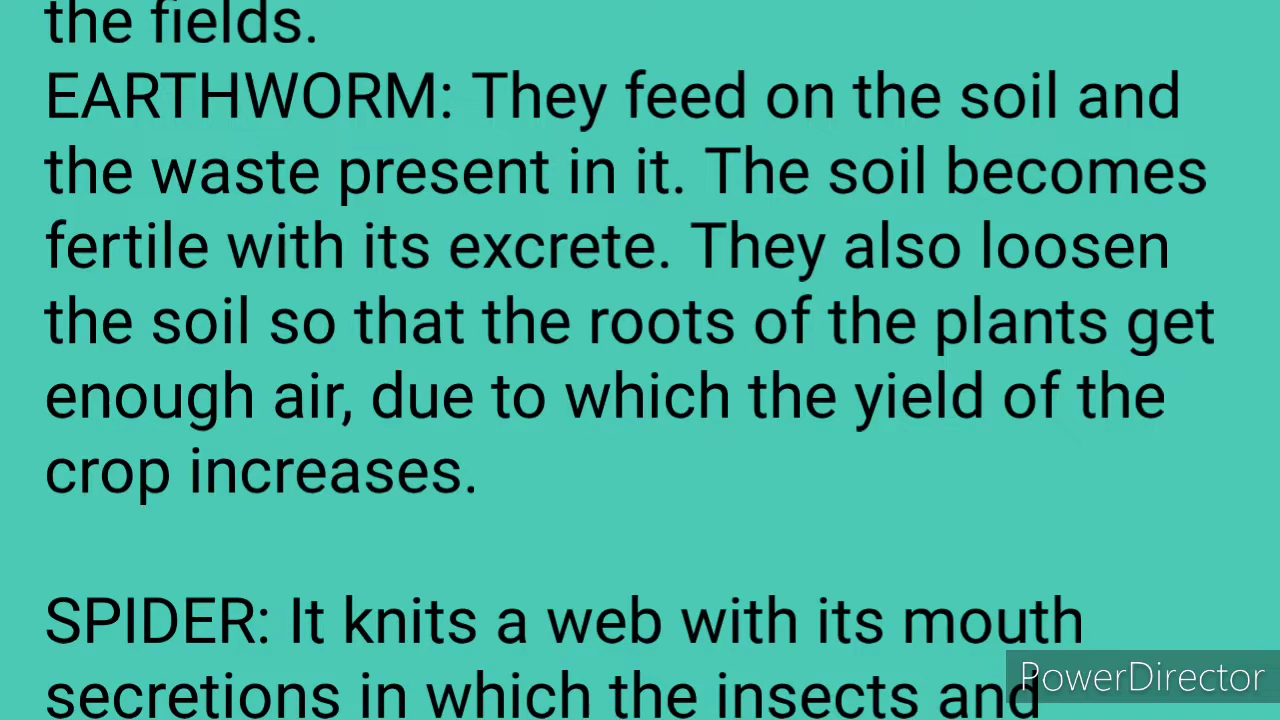 the fields.
EARTHWORM: They feed on the soil and
the waste present in it. The soil becomes
fertile with its excrete. They also loosen
the soil so that the roots of the plants get
enough air, due to which the yield of the
crop increases.
SPIDER: It knits a web with its mouth
secretions in which the insects and
PowerDirector